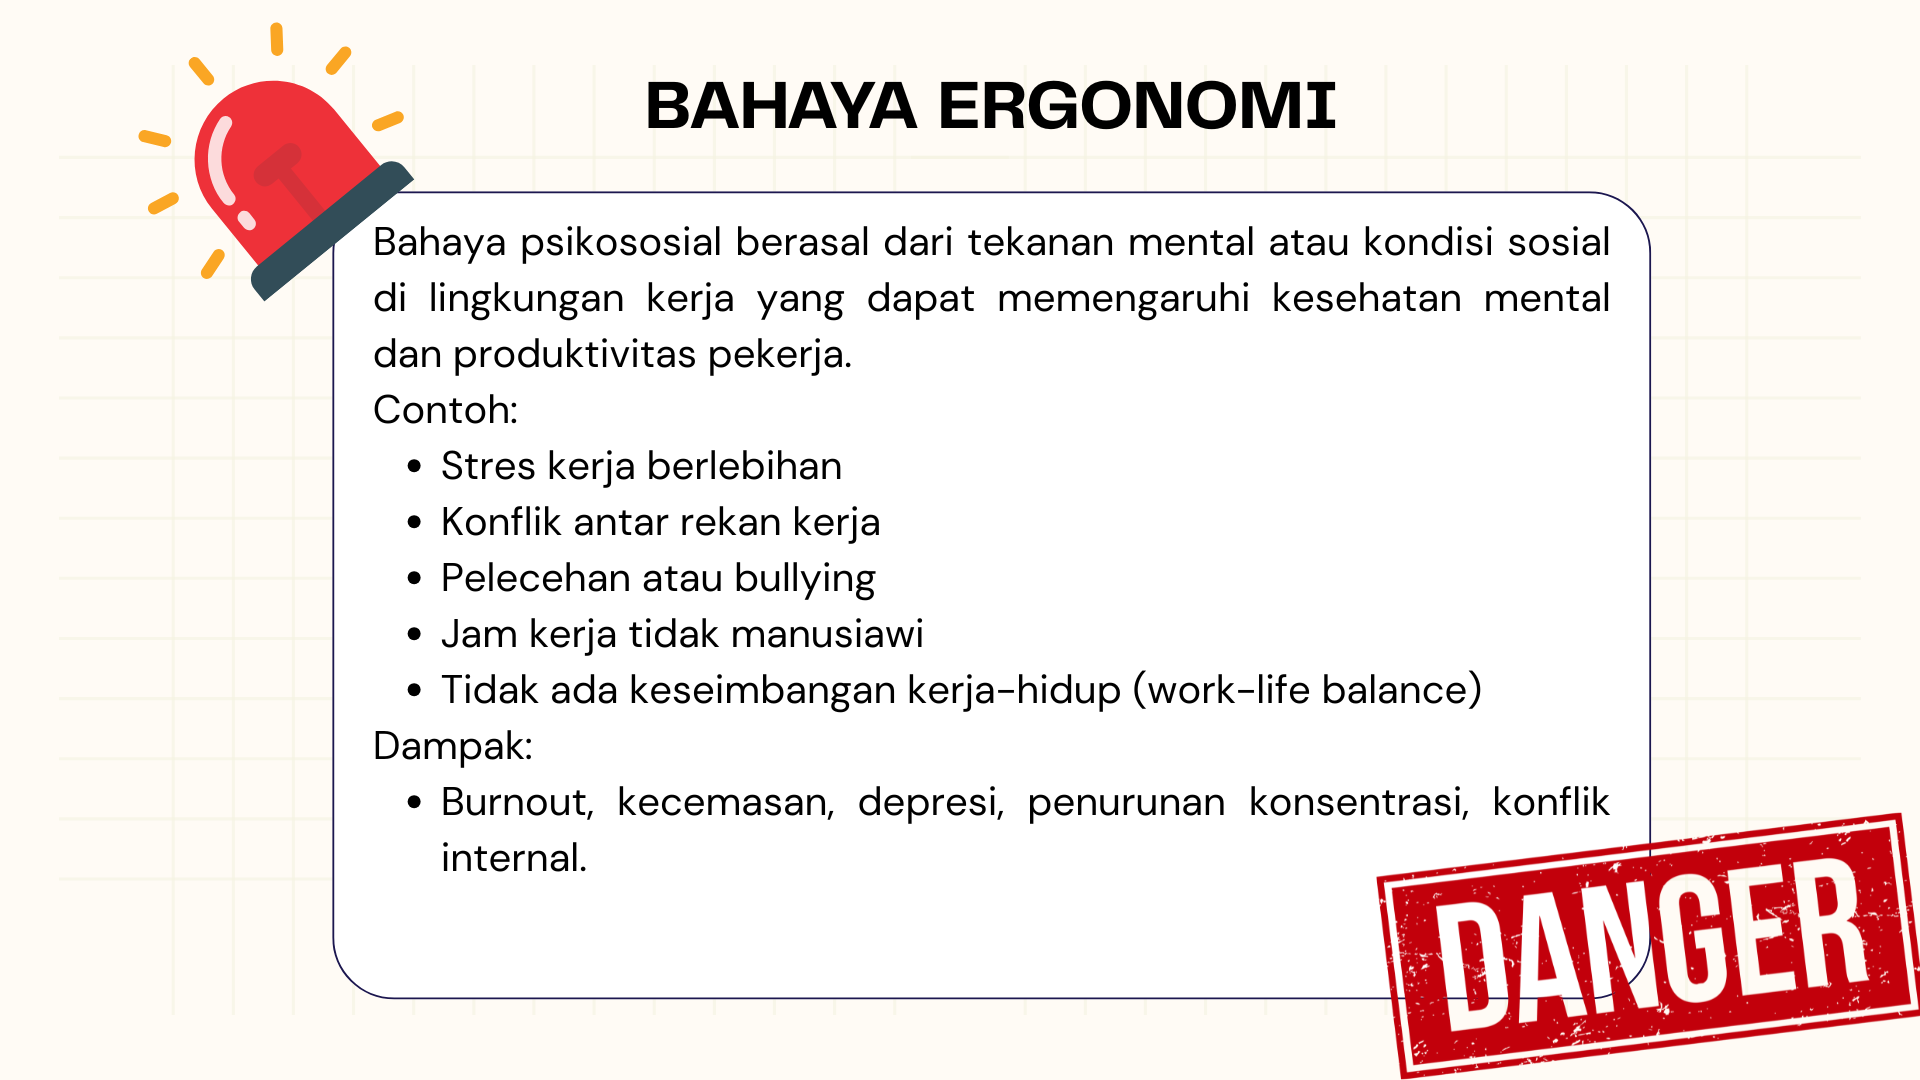 BAHAYA ERGONOMI
Bahaya psikososial berasal dari tekanan mental atau kondisi sosial
di lingkungan kerja yang dapat memengaruhi kesehatan mental
dan produktivitas pekerja.
Contoh:
• Stres kerja berlebihan
• Konflik antar rekan kerja
• Pelecehan atau bullying
• Jam kerja tidak manusiawi
• Tidak ada keseimbangan kerja-hidup (work-life balance)
Dampak:
• Burnout, kecemasan, depresi, penurunan konsentrasi, konflik
internal.
DANGER